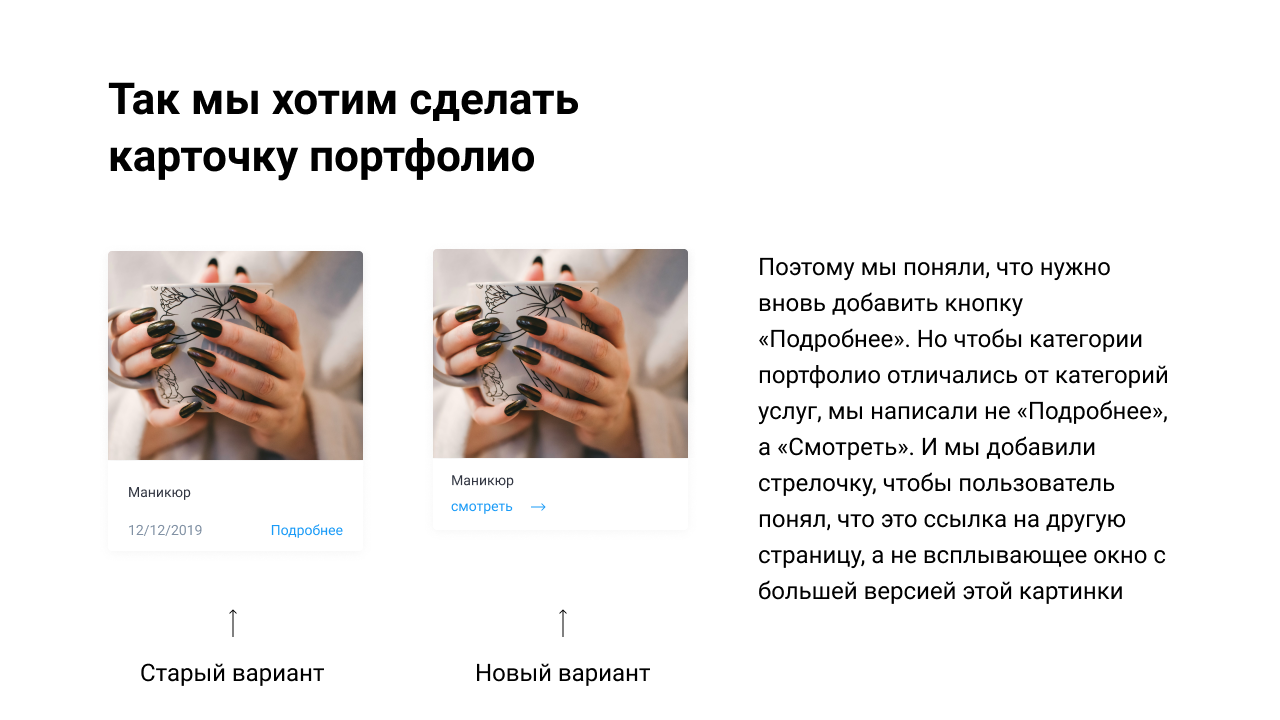 Так мы хотим сделать
карточку портфолио
Маникюр
12/12/2019 Подробнее
Старый вариант
Маникюр
смотреть →
Новый вариант
Поэтому мы поняли, что нужно
вновь добавить кнопку
«Подробнее». Но чтобы категории
портфолио отличались от категорий
услуг, мы написали не «Подробнее»,
а «Смотреть». И мы добавили
стрелочку, чтобы пользователь
понял, что это ссылка на другую
страницу, а не всплывающее окно с
большей версией этой картинки